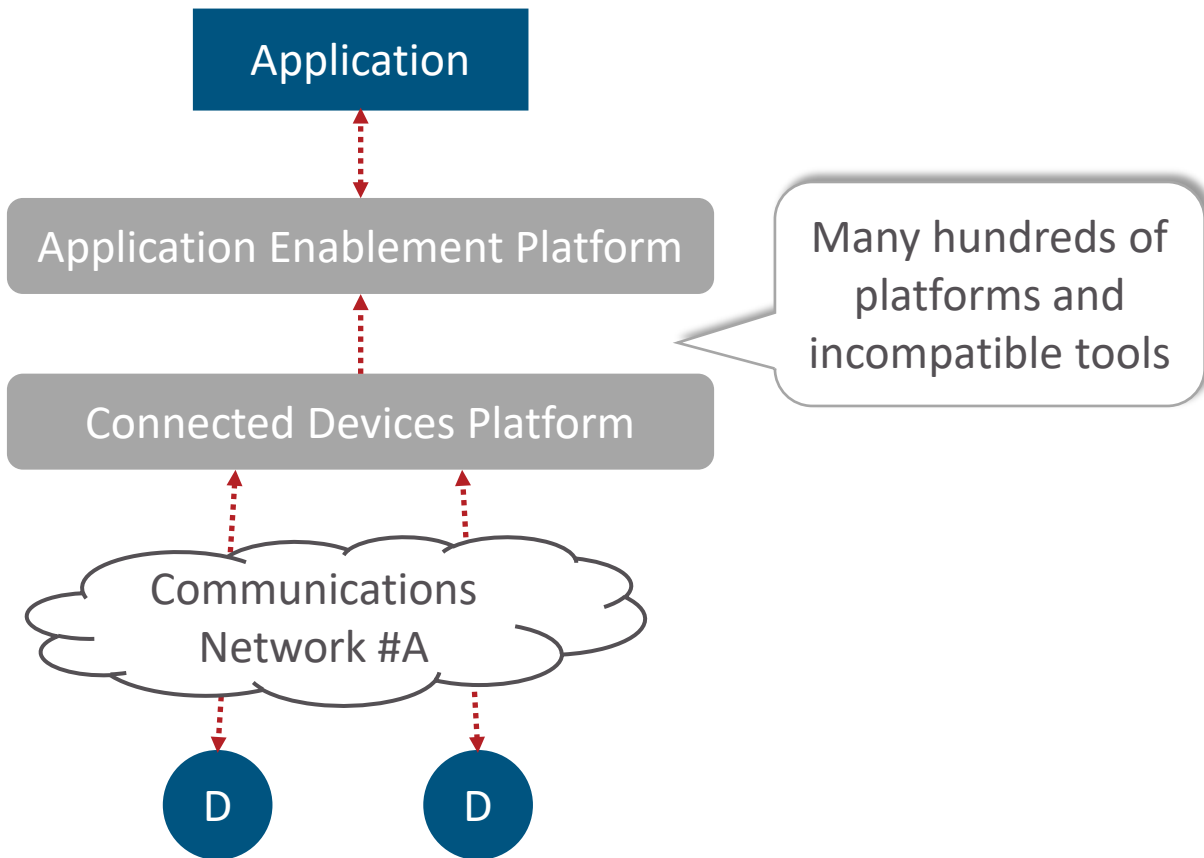 Application
Application Enablement Platform
Many hundreds of
platforms and
incompatible tools
Connected Devices Platform
Communications
Network #A
D
D